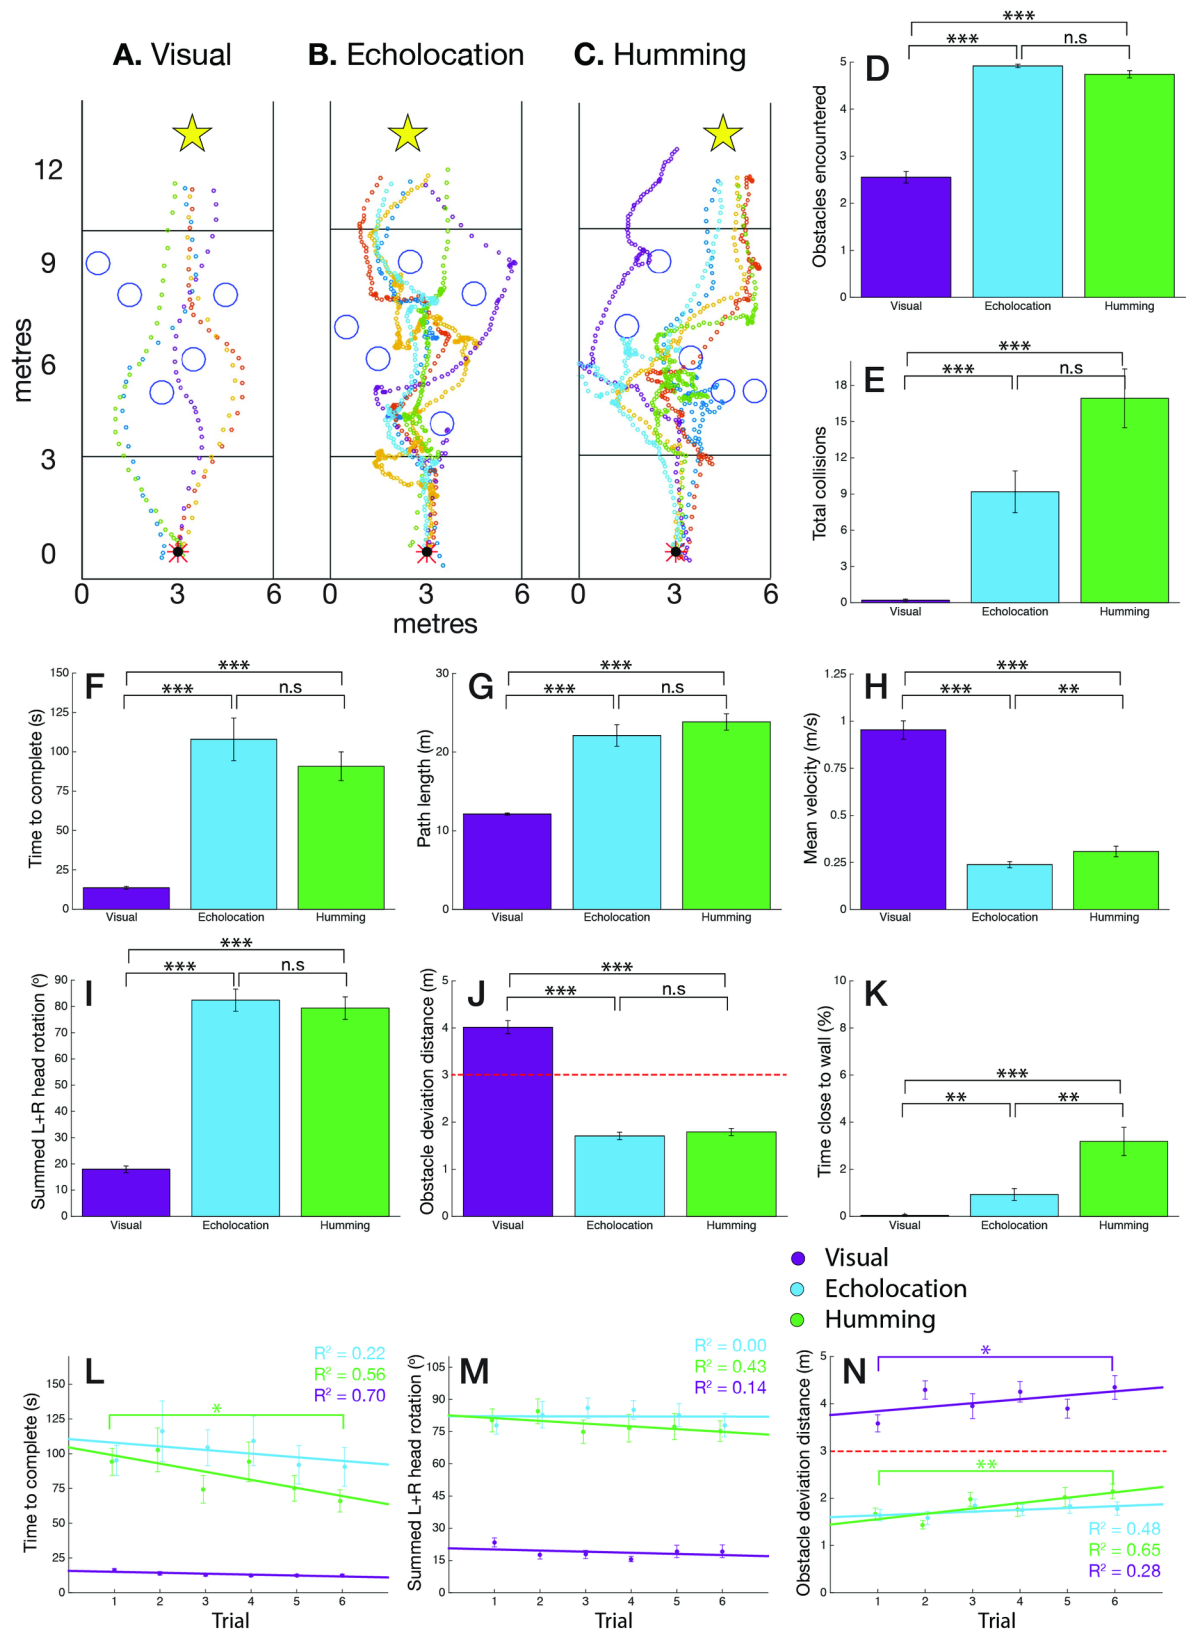 A. Visual
B. Echolocation
C. Humming
12
9
6
3
0
metres
0 3 6
0 3 6
0 3 6
metres
D
***
*** n.s
Obstacles encountered
5
4
3
2
1
0
Visual Echolocation Humming
E
***
*** n.s
Total collisions
18
15
12
9
6
3
0
Visual Echolocation Humming
F
***
*** n.s
Time to complete (s)
150
125
100
75
50
25
0
Visual Echolocation Humming
G
***
*** n.s
Path length (m)
30
20
10
0
Visual Echolocation Humming
H
***
*** **
Mean velocity (m/s)
1.25
1
0.75
0.5
0.25
0
Visual Echolocation Humming
I
***
*** n.s
Summed L+R head rotation (º)
90
80
70
60
50
40
30
20
10
0
Visual Echolocation Humming
J
***
*** n.s
Obstacle deviation distance (m)
5
4
3
2
1
0
Visual Echolocation Humming
K
***
** **
Time close to wall (%)
10
8
6
4
2
0
Visual Echolocation Humming
Visual
Echolocation
Humming
L
R² = 0.22
R² = 0.56
R² = 0.70
*
Time to complete (s)
150
125
100
75
50
25
0
1 2 3 4 5 6
Trial
M
R² = 0.00
R² = 0.43
R² = 0.14
Summed L+R head rotation (º)
105
90
75
60
45
30
15
0
1 2 3 4 5 6
Trial
N
*
**
R² = 0.48
R² = 0.65
R² = 0.28
Obstacle deviation distance (m)
5
4
3
2
1
0
1 2 3 4 5 6
Trial